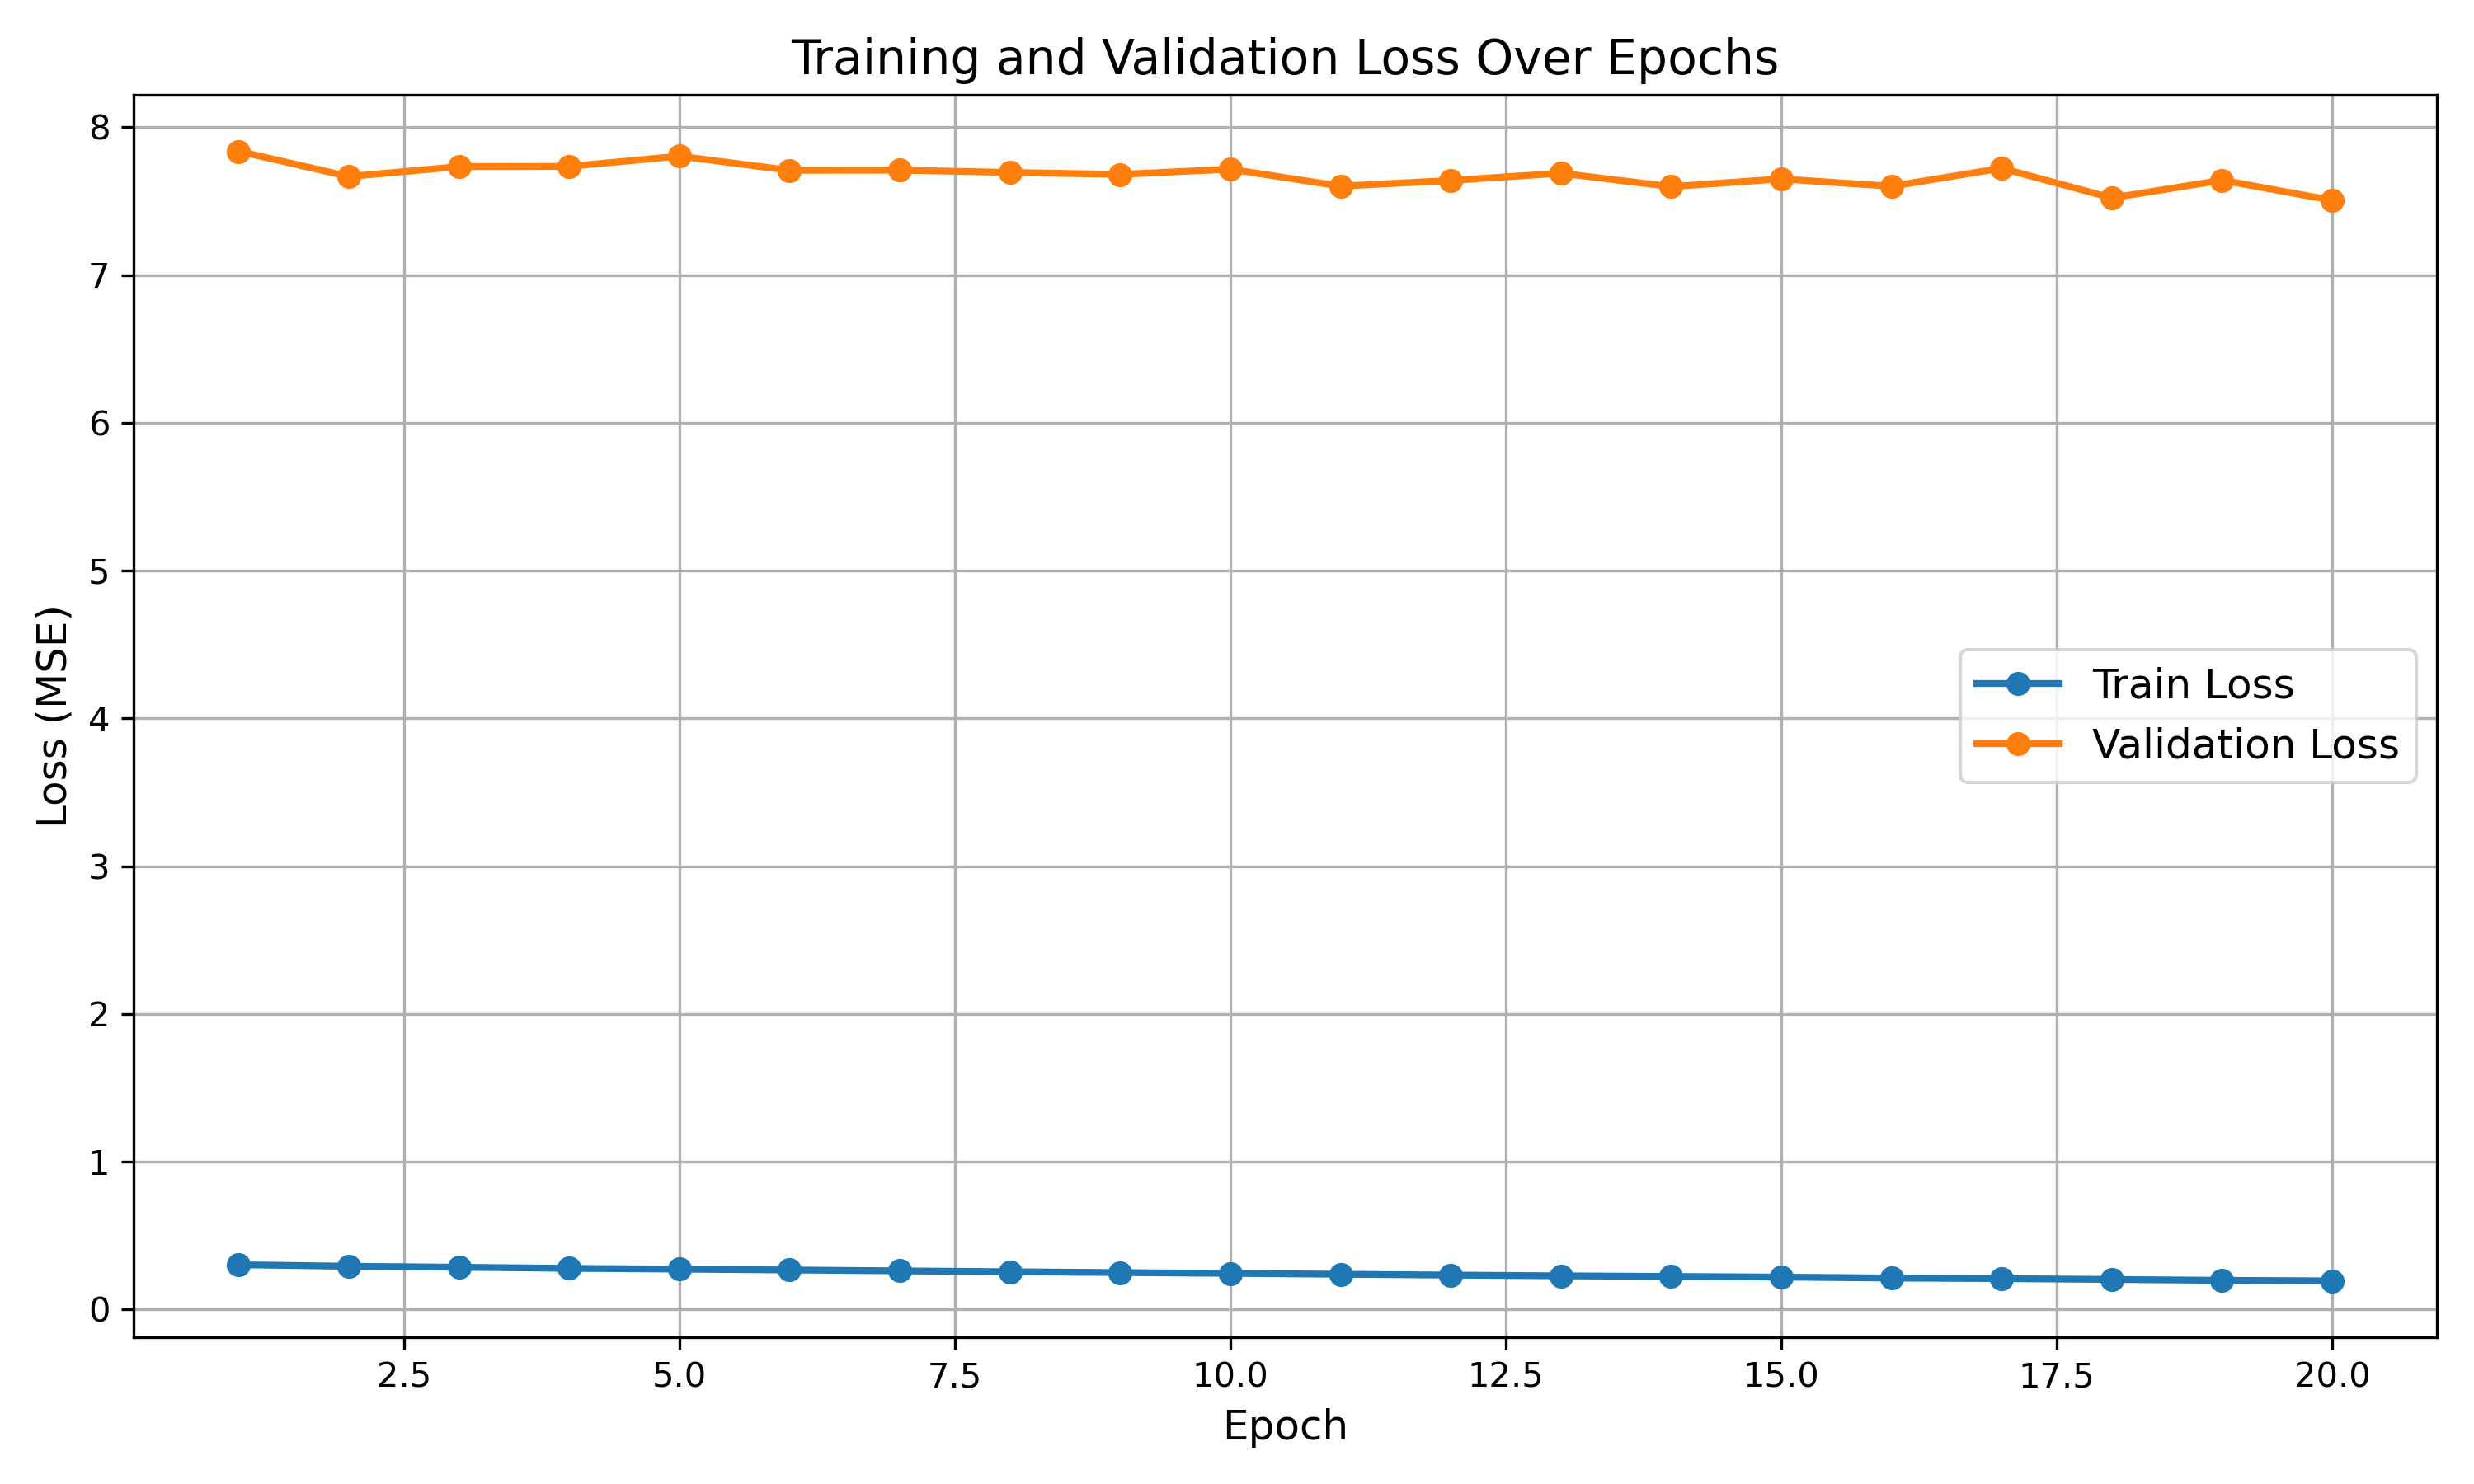 Training and Validation Loss Over Epochs
8
7
6
5
4
3
2
1
0
Loss (MSE)
Train Loss
Validation Loss
2.5 5.0 7.5 10.0 12.5 15.0 17.5 20.0
Epoch